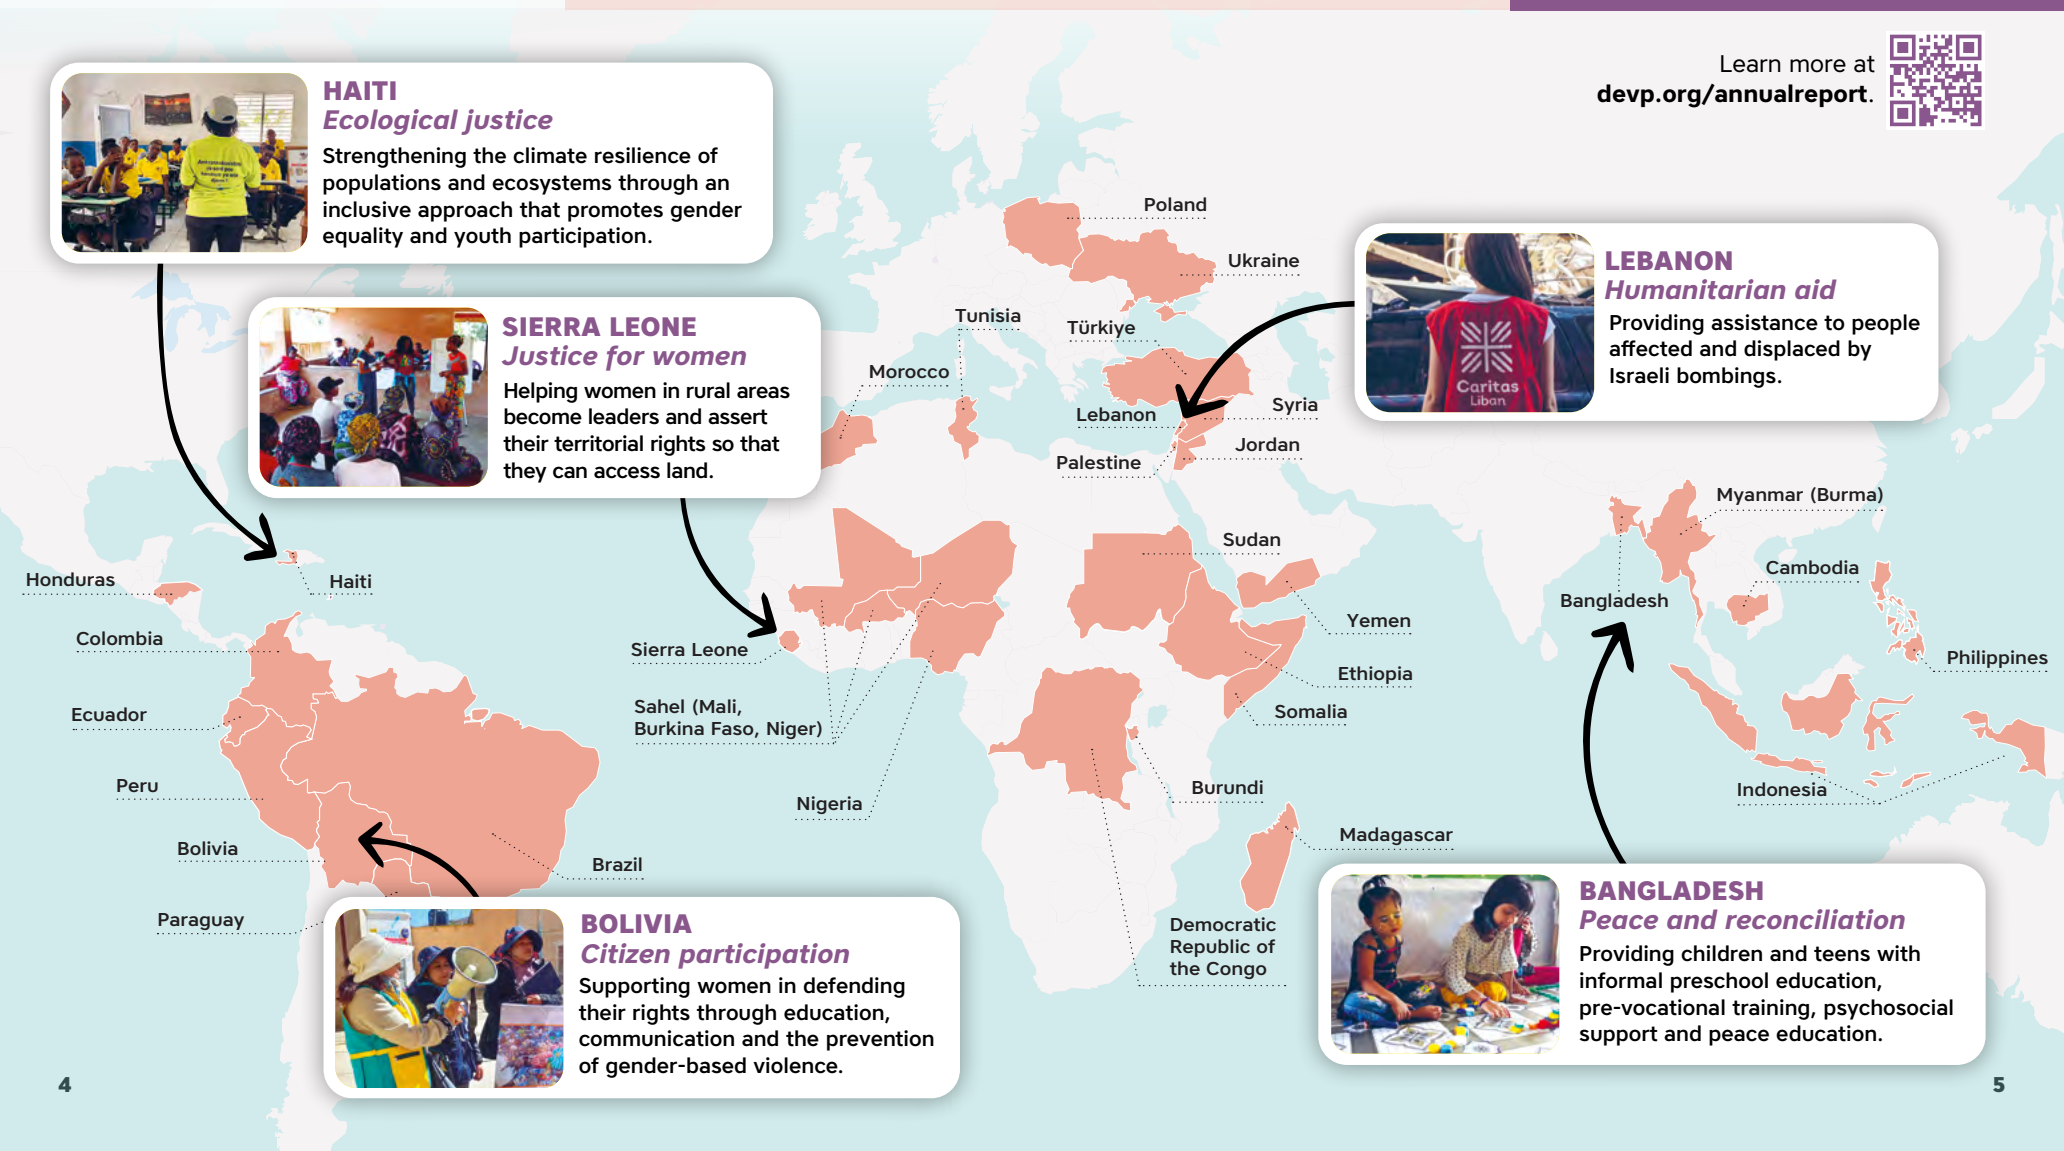 Learn more at
devp.org/annualreport.
HAITI
Ecological justice
Strengthening the climate resilience of
populations and ecosystems through an
inclusive approach that promotes gender
equality and youth participation.
SIERRA LEONE
Justice for women
Helping women in rural areas
become leaders and assert
their territorial rights so that
they can access land.
LEBANON
Humanitarian aid
Providing assistance to people
affected and displaced by
Israeli bombings.
Caritas
Liban
Poland
Ukraine
Tunisia
Türkiye
Morocco
Lebanon
Syria
Jordan
Palestine
Myanmar (Burma)
Sudan
Cambodia
Bangladesh
Honduras
Haiti
Colombia
Yemen
Sierra Leone
Philippines
Ethiopia
Sahel (Mali,
Burkina Faso, Niger)
Somalia
Ecuador
Peru
Nigeria
Burundi
Indonesia
Madagascar
Bolivia
Brazil
Paraguay
Democratic
Republic of
the Congo
BOLIVIA
Citizen participation
Supporting women in defending
their rights through education,
communication and the prevention
of gender-based violence.
BANGLADESH
Peace and reconciliation
Providing children and teens with
informal preschool education,
pre-vocational training, psychosocial
support and peace education.
4
5